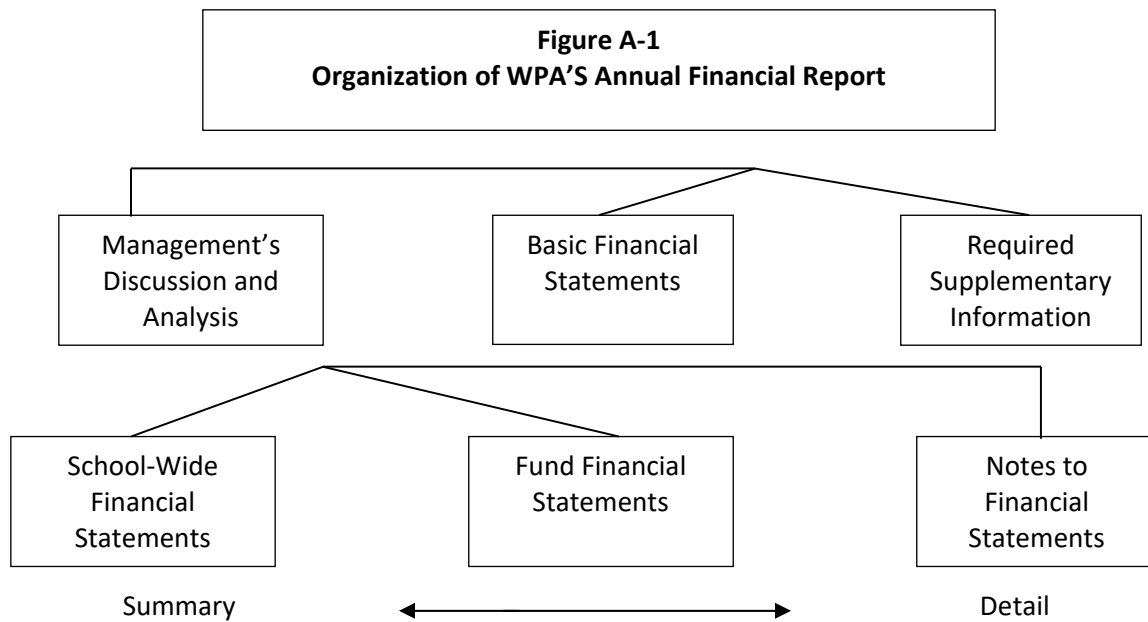 Figure A-1
Organization of WPA'S Annual Financial Report
Management's
Discussion and
Analysis
Basic Financial
Statements
Required
Supplementary
Information
School-Wide
Financial
Statements
Fund Financial
Statements
Notes to
Financial
Statements
Summary
Detail